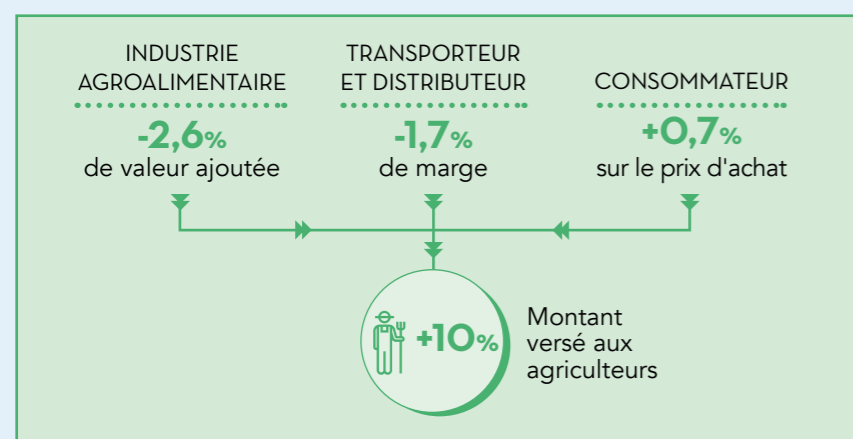 INDUSTRIE
AGROALIMENTAIRE
-2,6%
de valeur ajoutée
TRANSPORTEUR
ET DISTRIBUTEUR
-1,7%
de marge
CONSOMMATEUR
+0,7%
sur le prix d'achat
+10%
Montant
versé aux
agriculteurs